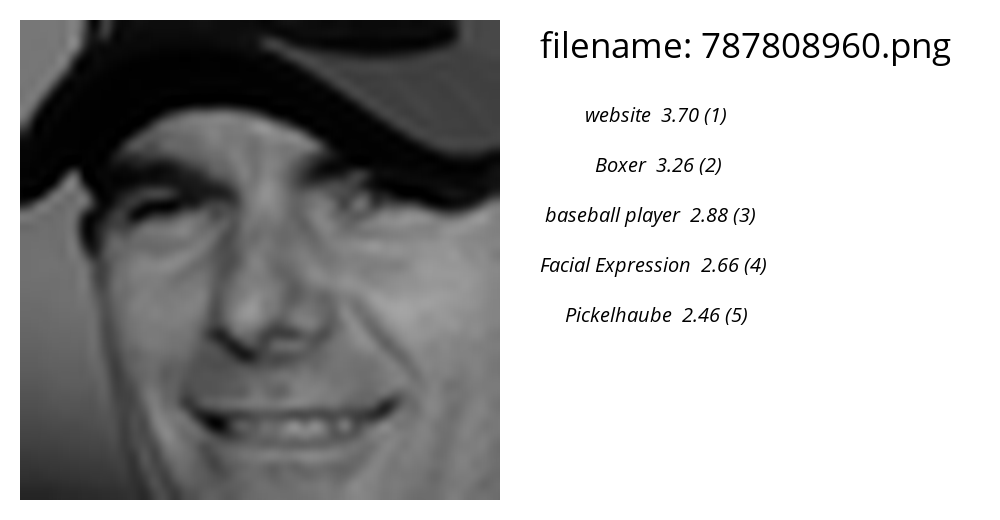 filename: 787808960.png
website 3.70 (1)
Boxer 3.26 (2)
baseball player 2.88 (3)
Facial Expression 2.66 (4)
Pickelhaube 2.46 (5)